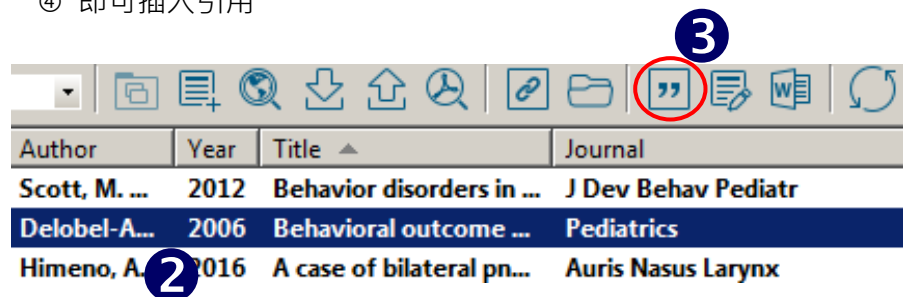 ④ 即可插入引用
3
Author Year Title Journal
Scott, M. ... 2012 Behavior disorders in ... J Dev Behav Pediatr
Delobel-A... 2006 Behavioral outcome ... Pediatrics
Himeno, A. 2016 A case of bilateral pn... Auris Nasus Larynx
2